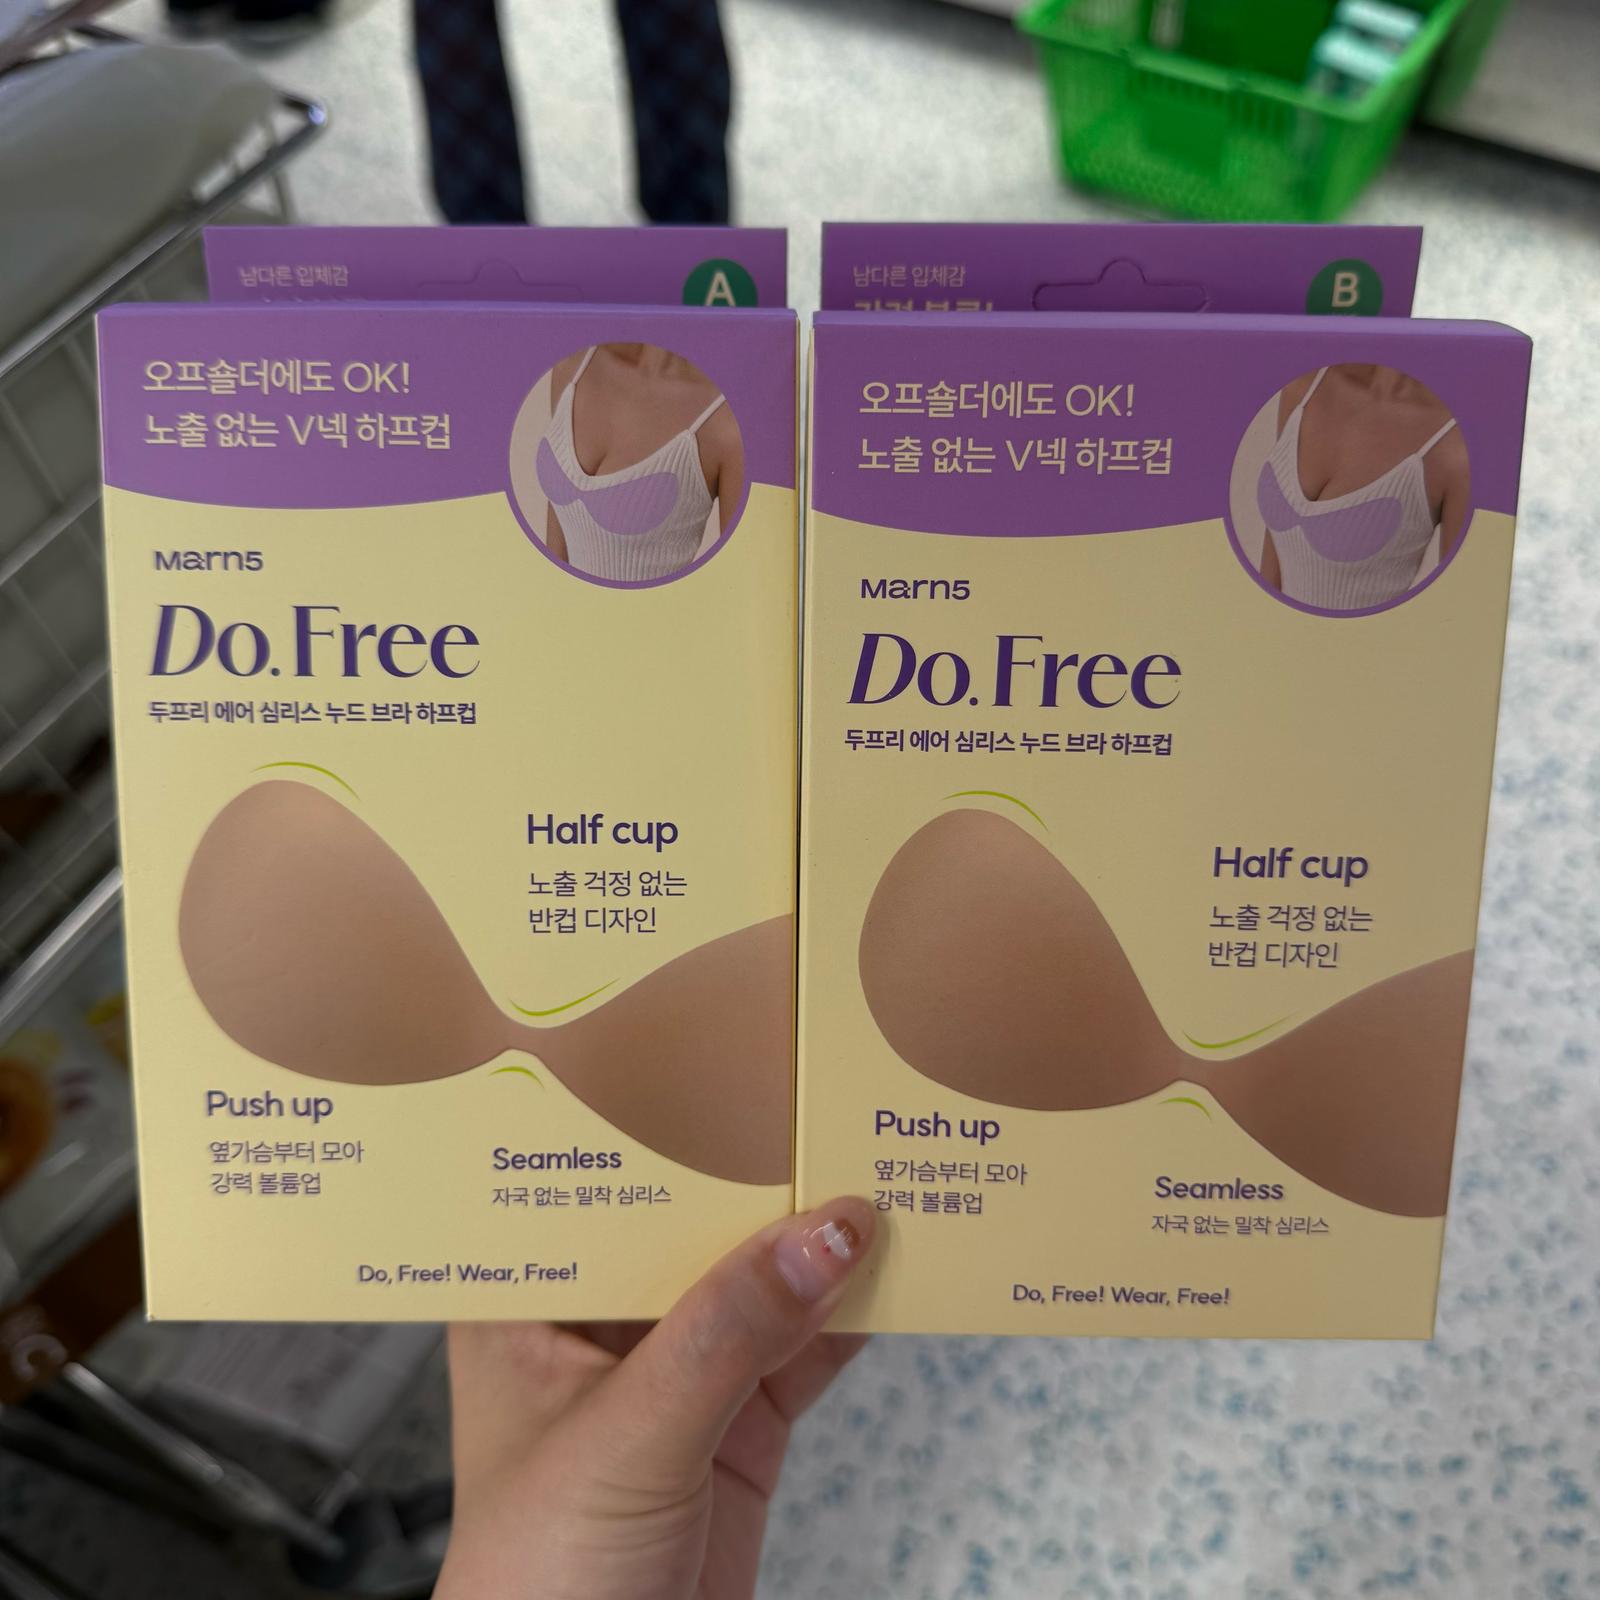 남다른 입체감
A
오프숄더에도 OK!
노출 없는 V넥 하프컵
Marn5
Do. Free
두프리 에어 심리스 누드 브라 하프컵
Half cup
노출 걱정 없는
반컵 디자인
Push up
옆가슴부터 모아
강력 볼륨업
Seamless
자국 없는 밀착 심리스
Do, Free! Wear, Free!
남다른 입체감
강력 볼륨!
B
오프숄더에도 OK!
노출 없는 V넥 하프컵
Marn5
Do. Free
두프리 에어 심리스 누드 브라 하프컵
Half cup
노출 걱정 없는
반컵 디자인
Push up
옆가슴부터 모아
강력 볼륨업
Seamless
자국 없는 밀착 심리스
Do, Free! Wear, Free!